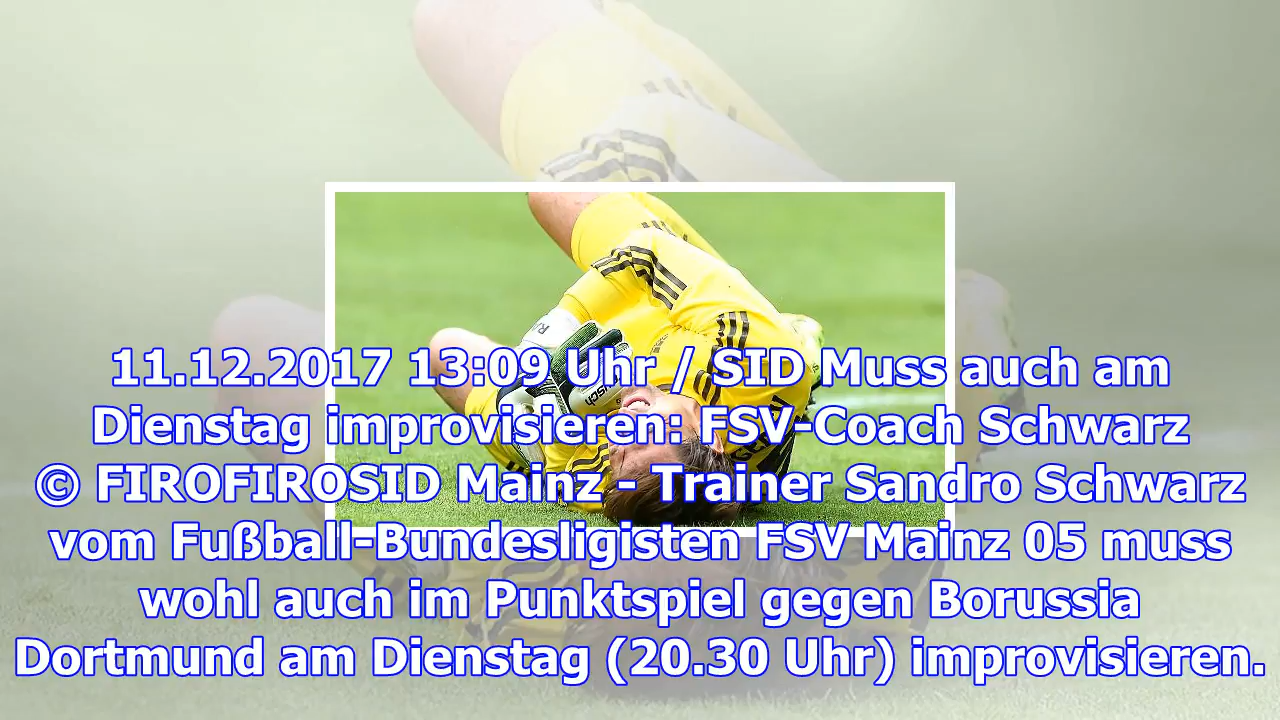 11.12.2017 13:09 Uhr / SID Muss auch am
Dienstag improvisieren: FSV-Coach Schwarz
© FIROFIROSID Mainz - Trainer Sandro Schwarz
vom Fußball-Bundesligisten FSV Mainz 05 muss
wohl auch im Punktspiel gegen Borussia
Dortmund am Dienstag (20.30 Uhr) improvisieren.